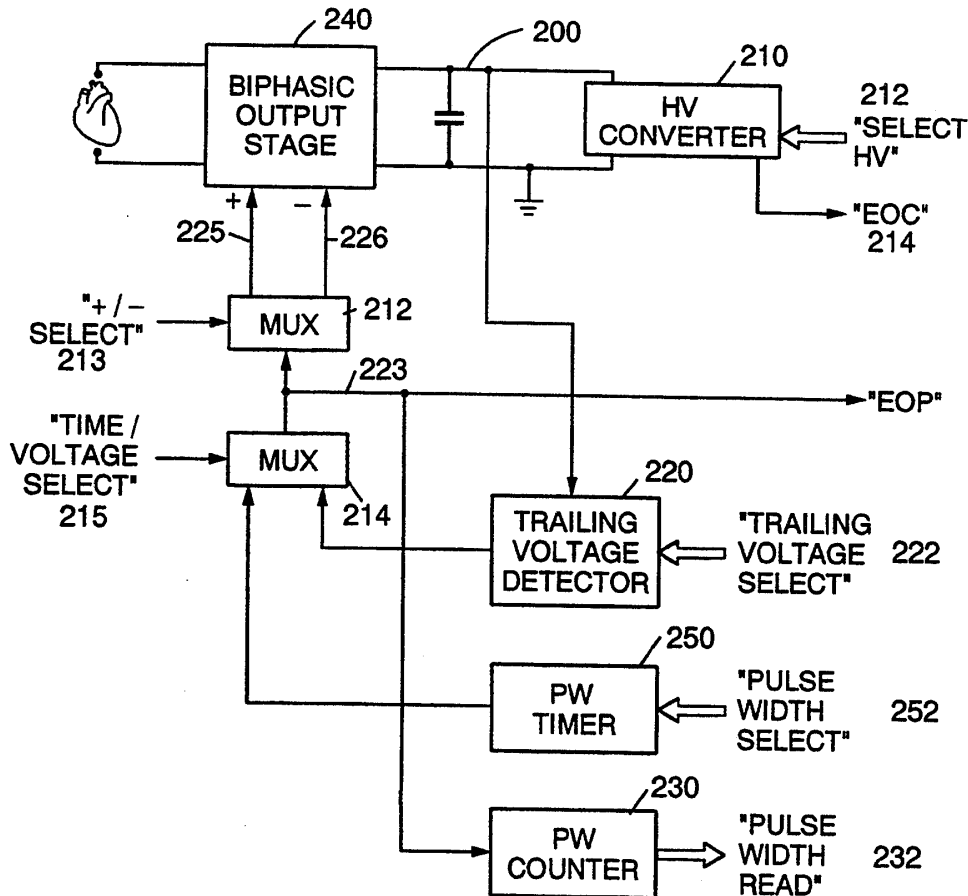 240
200
210
BIPHASIC
OUTPUT
STAGE
HV
CONVERTER
212
"SELECT
HV"
"EOC"
214
+
−
225
226
"+/−
SELECT"
213
MUX
212
223
"EOP"
"TIME /
VOLTAGE
SELECT"
215
MUX
214
220
TRAILING
VOLTAGE
DETECTOR
"TRAILING
VOLTAGE
SELECT"
222
250
PW
TIMER
"PULSE
WIDTH
SELECT"
252
230
PW
COUNTER
"PULSE
WIDTH
READ"
232